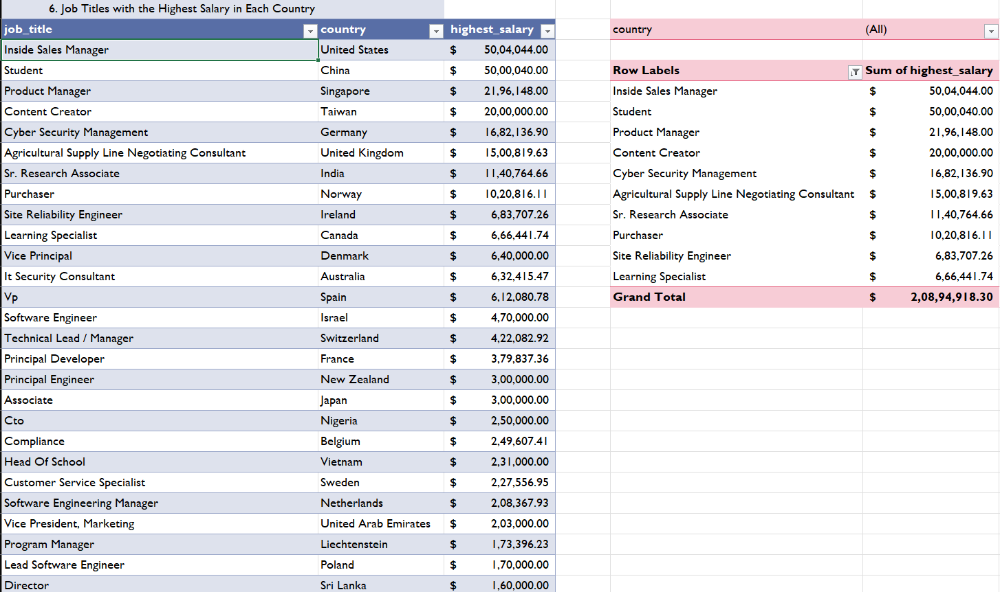 6. Job Titles with the Highest Salary in Each Country
job_title country highest_salary
Inside Sales Manager United States $ 50,04,044.00
Student China $ 50,00,040.00
Product Manager Singapore $ 21,96,148.00
Content Creator Taiwan $ 20,00,000.00
Cyber Security Management Germany $ 16,82,136.90
Agricultural Supply Line Negotiating Consultant United Kingdom $ 15,00,819.63
Sr. Research Associate India $ 11,40,764.66
Purchaser Norway $ 10,20,816.11
Site Reliability Engineer Ireland $ 6,83,707.26
Learning Specialist Canada $ 6,66,441.74
Vice Principal Denmark $ 6,40,000.00
It Security Consultant Australia $ 6,32,415.47
Vp Spain $ 6,12,080.78
Software Engineer Israel $ 4,70,000.00
Technical Lead / Manager Switzerland $ 4,22,082.92
Principal Developer France $ 3,79,837.36
Principal Engineer New Zealand $ 3,00,000.00
Associate Japan $ 3,00,000.00
Cto Nigeria $ 2,50,000.00
Compliance Belgium $ 2,49,607.41
Head Of School Vietnam $ 2,31,000.00
Customer Service Specialist Sweden $ 2,27,556.95
Software Engineering Manager Netherlands $ 2,08,367.93
Vice President, Marketing United Arab Emirates $ 2,03,000.00
Program Manager Liechtenstein $ 1,73,396.23
Lead Software Engineer Poland $ 1,70,000.00
Director Sri Lanka $ 1,60,000.00
country (All)
Row Labels Sum of highest_salary
Inside Sales Manager $ 50,04,044.00
Student $ 50,00,040.00
Product Manager $ 21,96,148.00
Content Creator $ 20,00,000.00
Cyber Security Management $ 16,82,136.90
Agricultural Supply Line Negotiating Consultant $ 15,00,819.63
Sr. Research Associate $ 11,40,764.66
Purchaser $ 10,20,816.11
Site Reliability Engineer $ 6,83,707.26
Learning Specialist $ 6,66,441.74
Grand Total $ 2,08,94,918.30